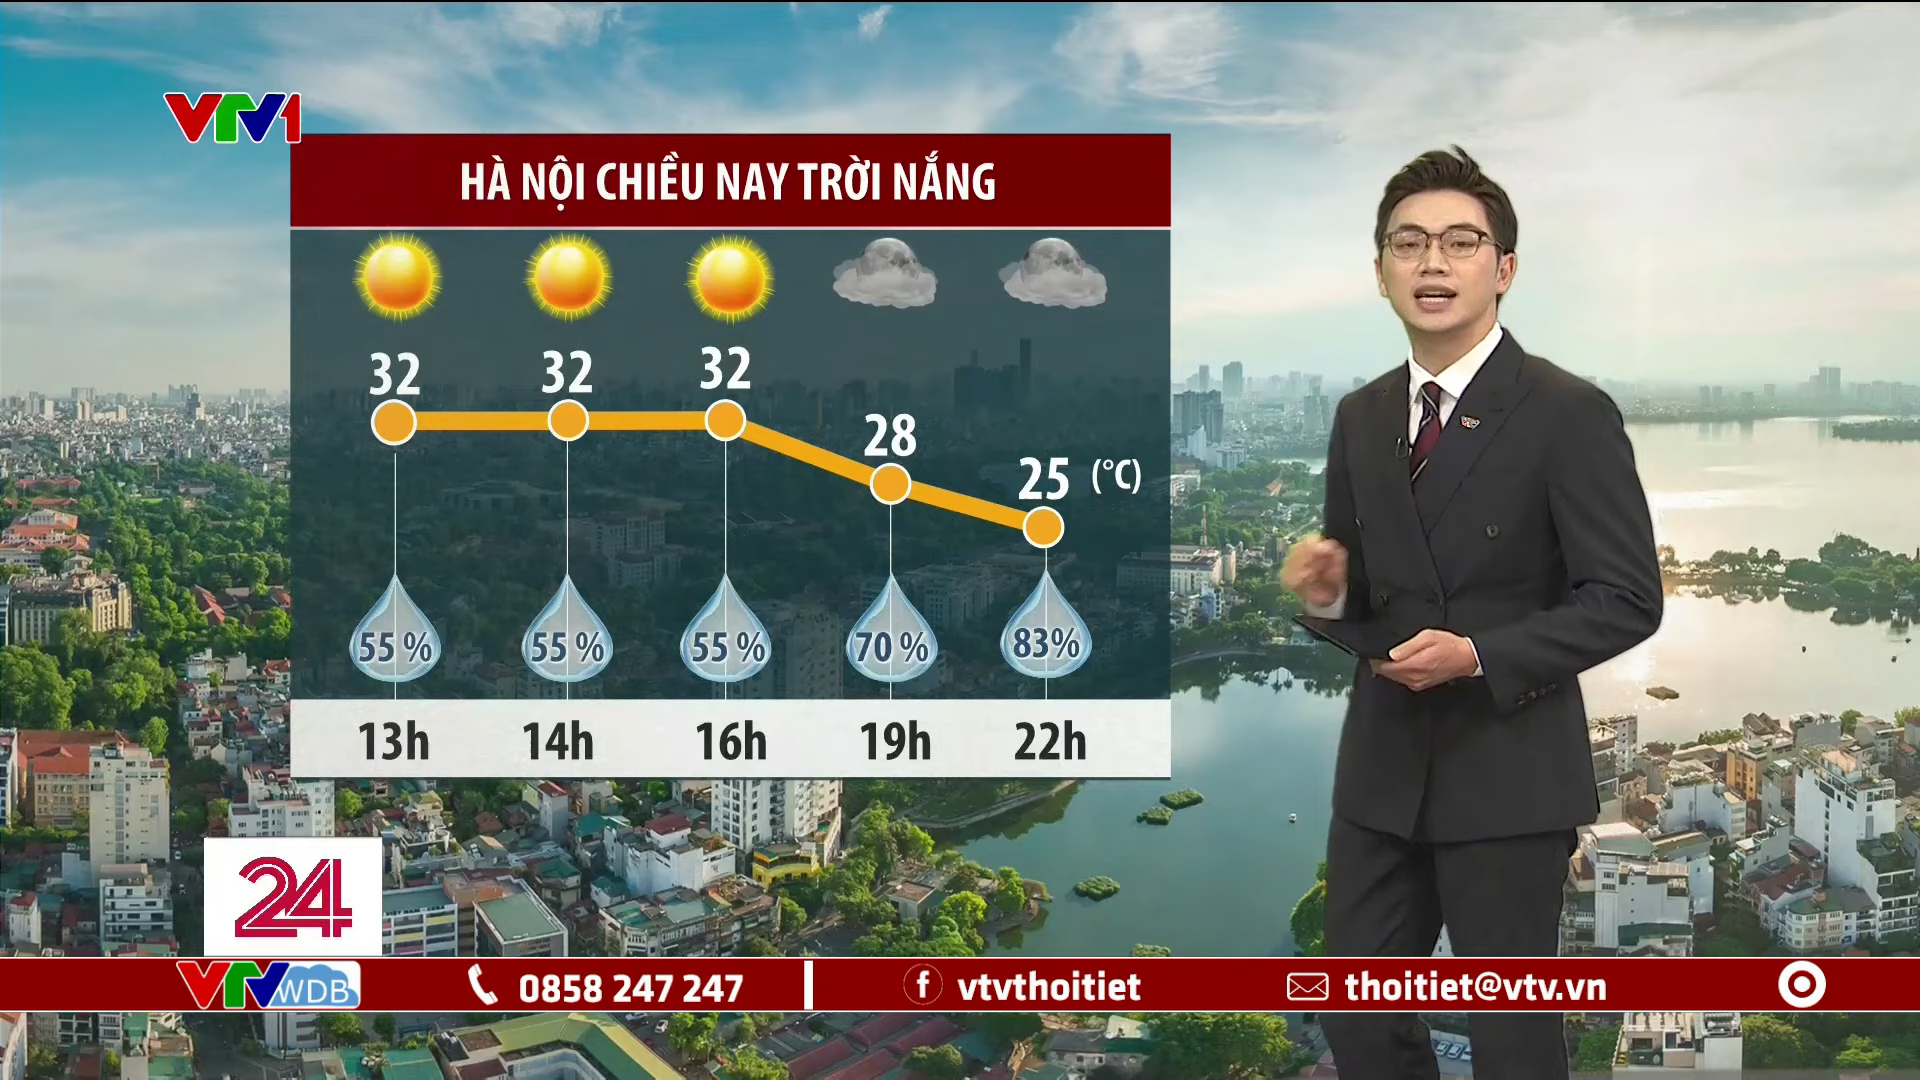 VTV1
HÀ NỘI CHIỀU NAY TRỜI NẮNG
32 32 32 28 25 (°C)
55 % 55 % 55 % 70 % 83%
13h 14h 16h 19h 22h
24
VTV WDB 0858 247 247 vtvthoitiet thoitiet@vtv.vn